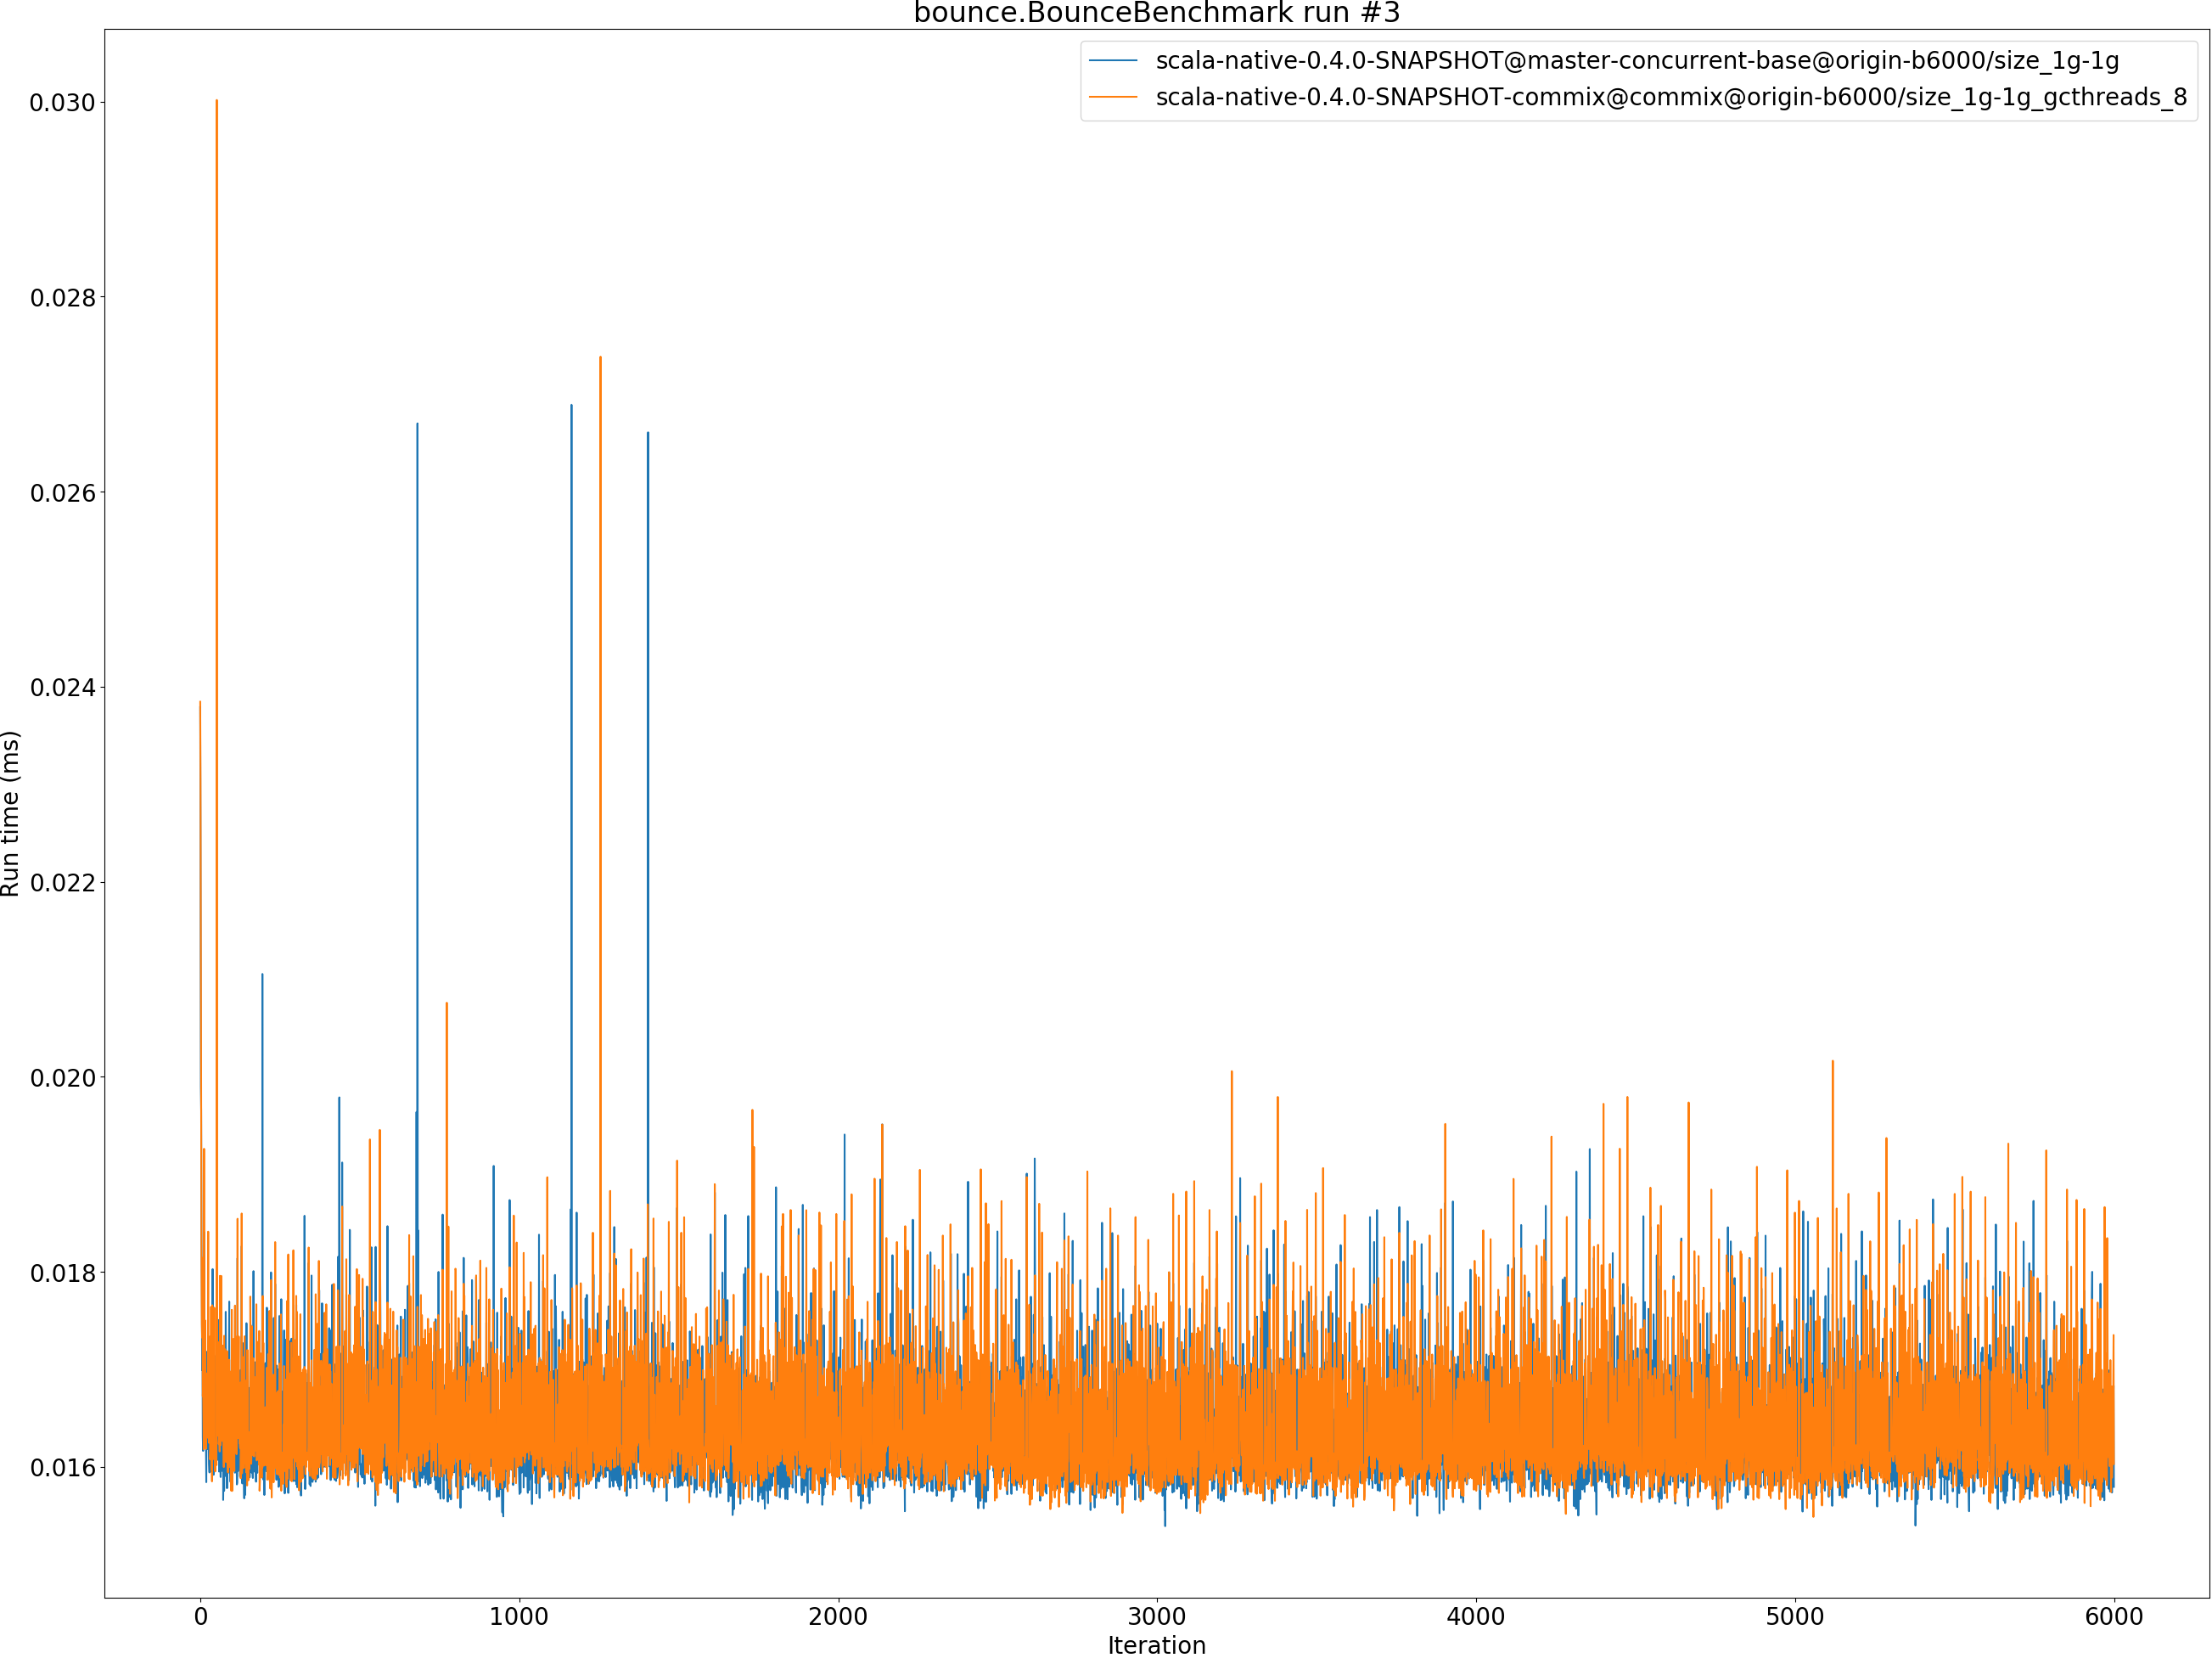 bounce.BounceBenchmark run #3
scala-native-0.4.0-SNAPSHOT@master-concurrent-base@origin-b6000/size_1g-1g
scala-native-0.4.0-SNAPSHOT-commix@commix@origin-b6000/size_1g-1g_gcthreads_8
0.030
0.028
0.026
0.024
0.022
0.020
0.018
0.016
Run time (ms)
0 1000 2000 3000 4000 5000 6000
Iteration